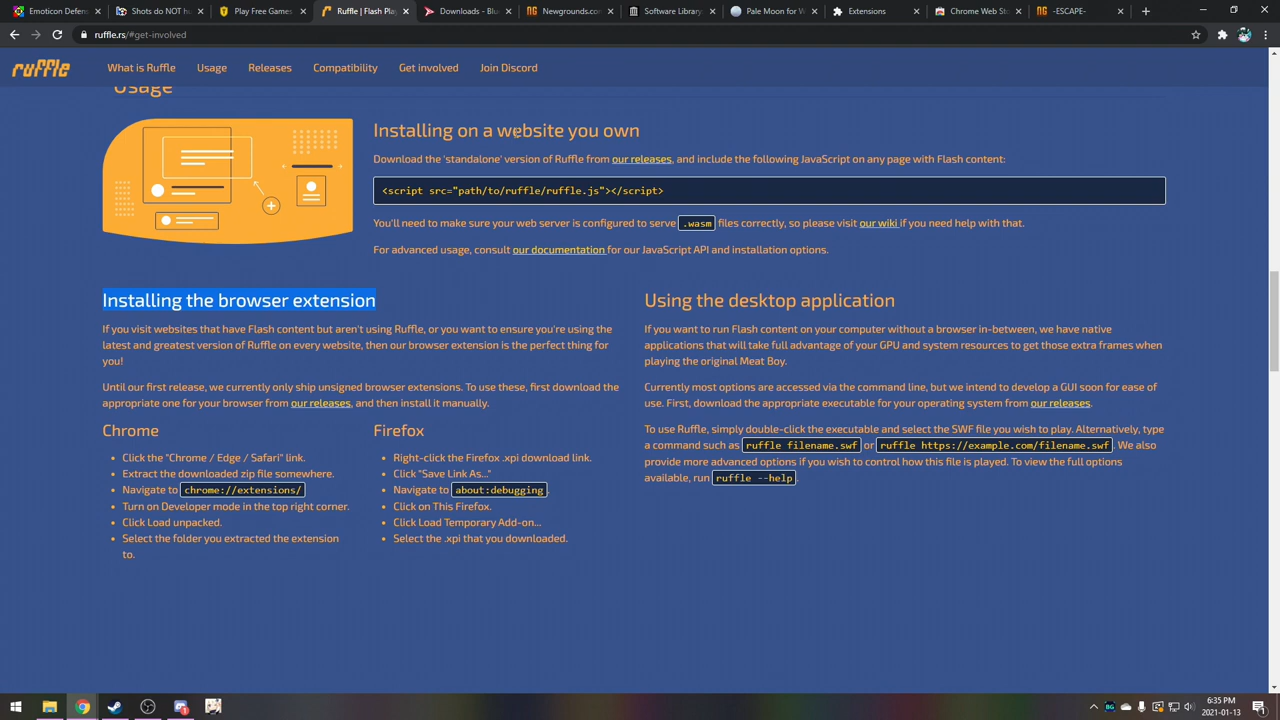 Emoticon Defens
Shots do NOT hu
Play Free Games
Ruffle | Flash Play
Downloads - Blu
Newgrounds.com
Software Library
Pale Moon for W
Extensions
Chrome Web Sto
-ESCAPE-
ruffle.rs/#get-involved
ruffle
What is Ruffle
Usage
Releases
Compatibility
Get involved
Join Discord
Usage
Installing on a website you own
Download the 'standalone' version of Ruffle from our releases, and include the following JavaScript on any page with Flash content:
<script src="path/to/ruffle/ruffle.js"></script>
You'll need to make sure your web server is configured to serve .wasm files correctly, so please visit our wiki if you need help with that.
For advanced usage, consult our documentation for our JavaScript API and installation options.
Installing the browser extension
If you visit websites that have Flash content but aren't using Ruffle, or you want to ensure you're using the
latest and greatest version of Ruffle on every website, then our browser extension is the perfect thing for
you!
Until our first release, we currently only ship unsigned browser extensions. To use these, first download the
appropriate one for your browser from our releases, and then install it manually.
Chrome
• Click the "Chrome / Edge / Safari" link.
• Extract the downloaded zip file somewhere.
• Navigate to chrome://extensions/
• Turn on Developer mode in the top right corner.
• Click Load unpacked.
• Select the folder you extracted the extension
to.
Firefox
• Right-click the Firefox .xpi download link.
• Click "Save Link As..."
• Navigate to about:debugging.
• Click on This Firefox.
• Click Load Temporary Add-on...
• Select the .xpi that you downloaded.
Using the desktop application
If you want to run Flash content on your computer without a browser in-between, we have native
applications that will take full advantage of your GPU and system resources to get those extra frames when
playing the original Meat Boy.
Currently most options are accessed via the command line, but we intend to develop a GUI soon for ease of
use. First, download the appropriate executable for your operating system from our releases.
To use Ruffle, simply double-click the executable and select the SWF file you wish to play. Alternatively, type
a command such as ruffle filename.swf or ruffle https://example.com/filename.swf. We also
provide more advanced options if you wish to control how this file is played. To view the full options
available, run ruffle --help.
6:35 PM
2021-01-13